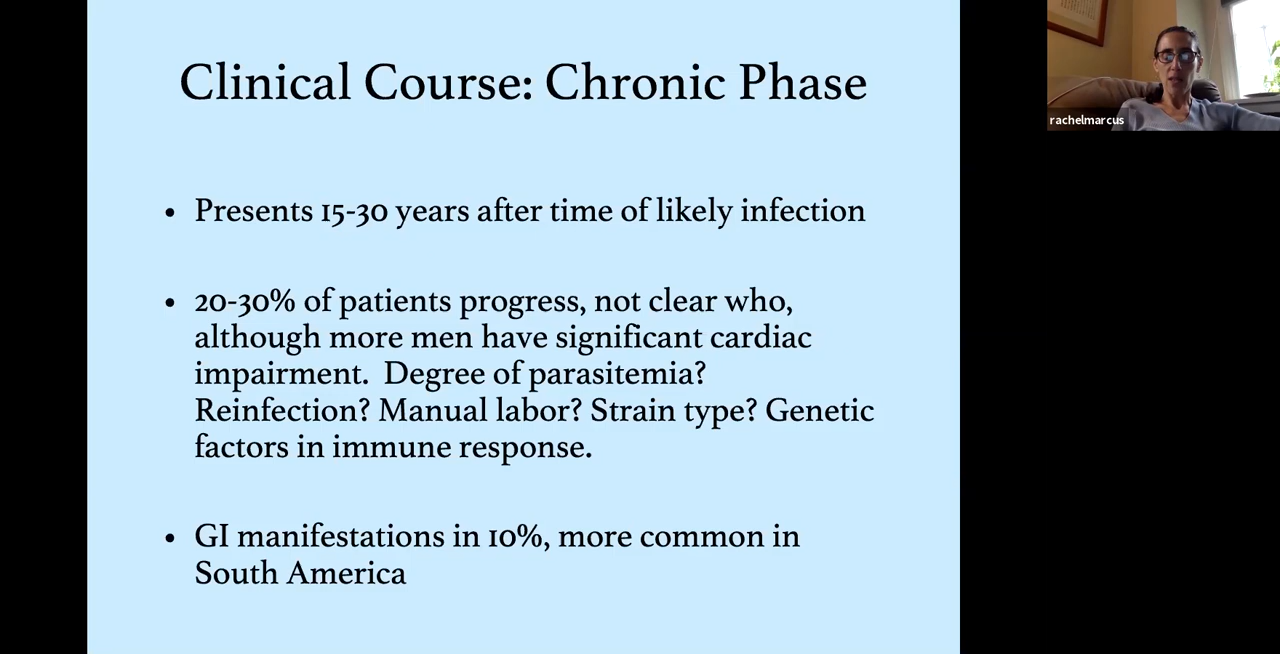 Clinical Course: Chronic Phase
rachelmarcus
• Presents 15-30 years after time of likely infection
• 20-30% of patients progress, not clear who,
although more men have significant cardiac
impairment.  Degree of parasitemia?
Reinfection? Manual labor? Strain type? Genetic
factors in immune response.
• GI manifestations in 10%, more common in
South America